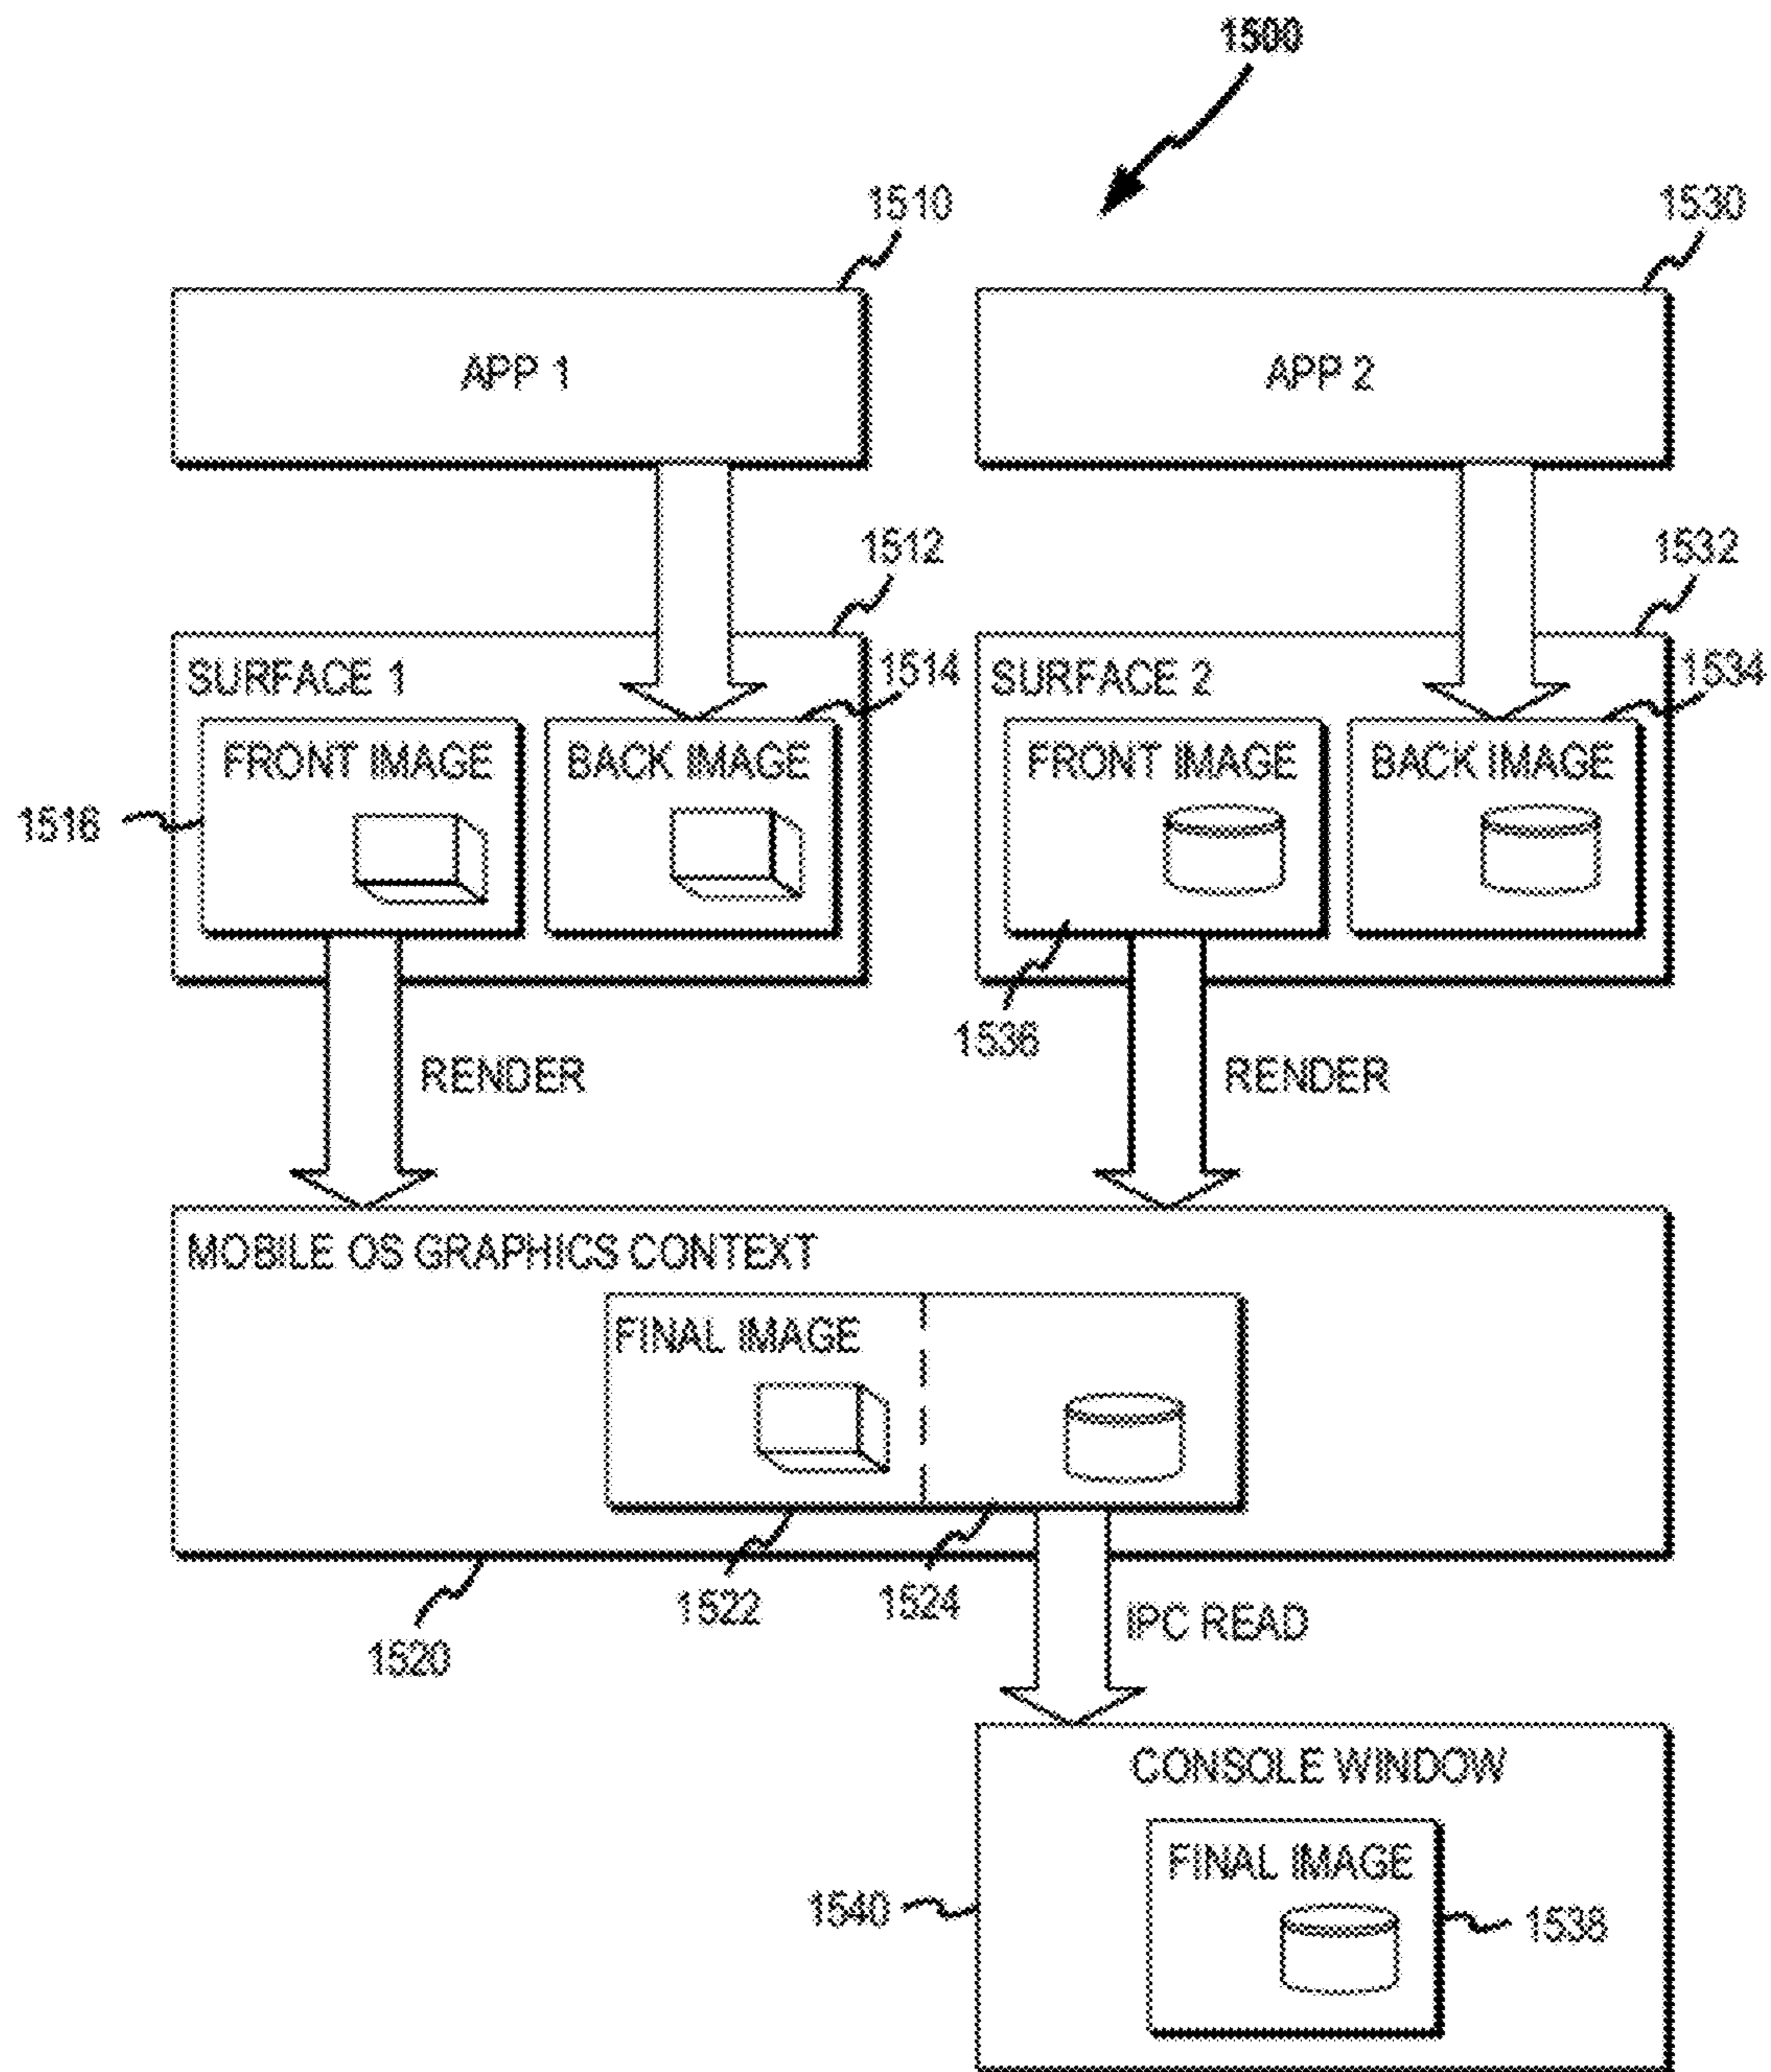 1500
1510
1530
APP 1
APP 2
1512
1532
SURFACE 1
1514
SURFACE 2
1534
FRONT IMAGE
BACK IMAGE
FRONT IMAGE
BACK IMAGE
1516
1536
RENDER
RENDER
MOBILE OS GRAPHICS CONTEXT
FINAL IMAGE
1522
1524
IPC READ
1520
CONSOLE WINDOW
FINAL IMAGE
1540
1538